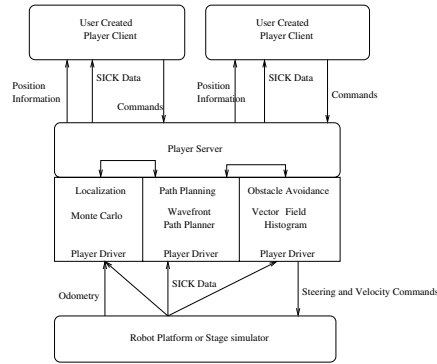 User Created
Player Client
User Created
Player Client
Position
Information
SICK Data
Commands
Position
Information
SICK Data
Commands
Player Server
Localization
Monte Carlo
Player Driver
Path Planning
Wavefront
Path Planner
Player Driver
Obstacle Avoidance
Vector Field
Histogram
Player Driver
Odometry
SICK Data
Steering and Velocity Commands
Robot Platform or Stage simulator